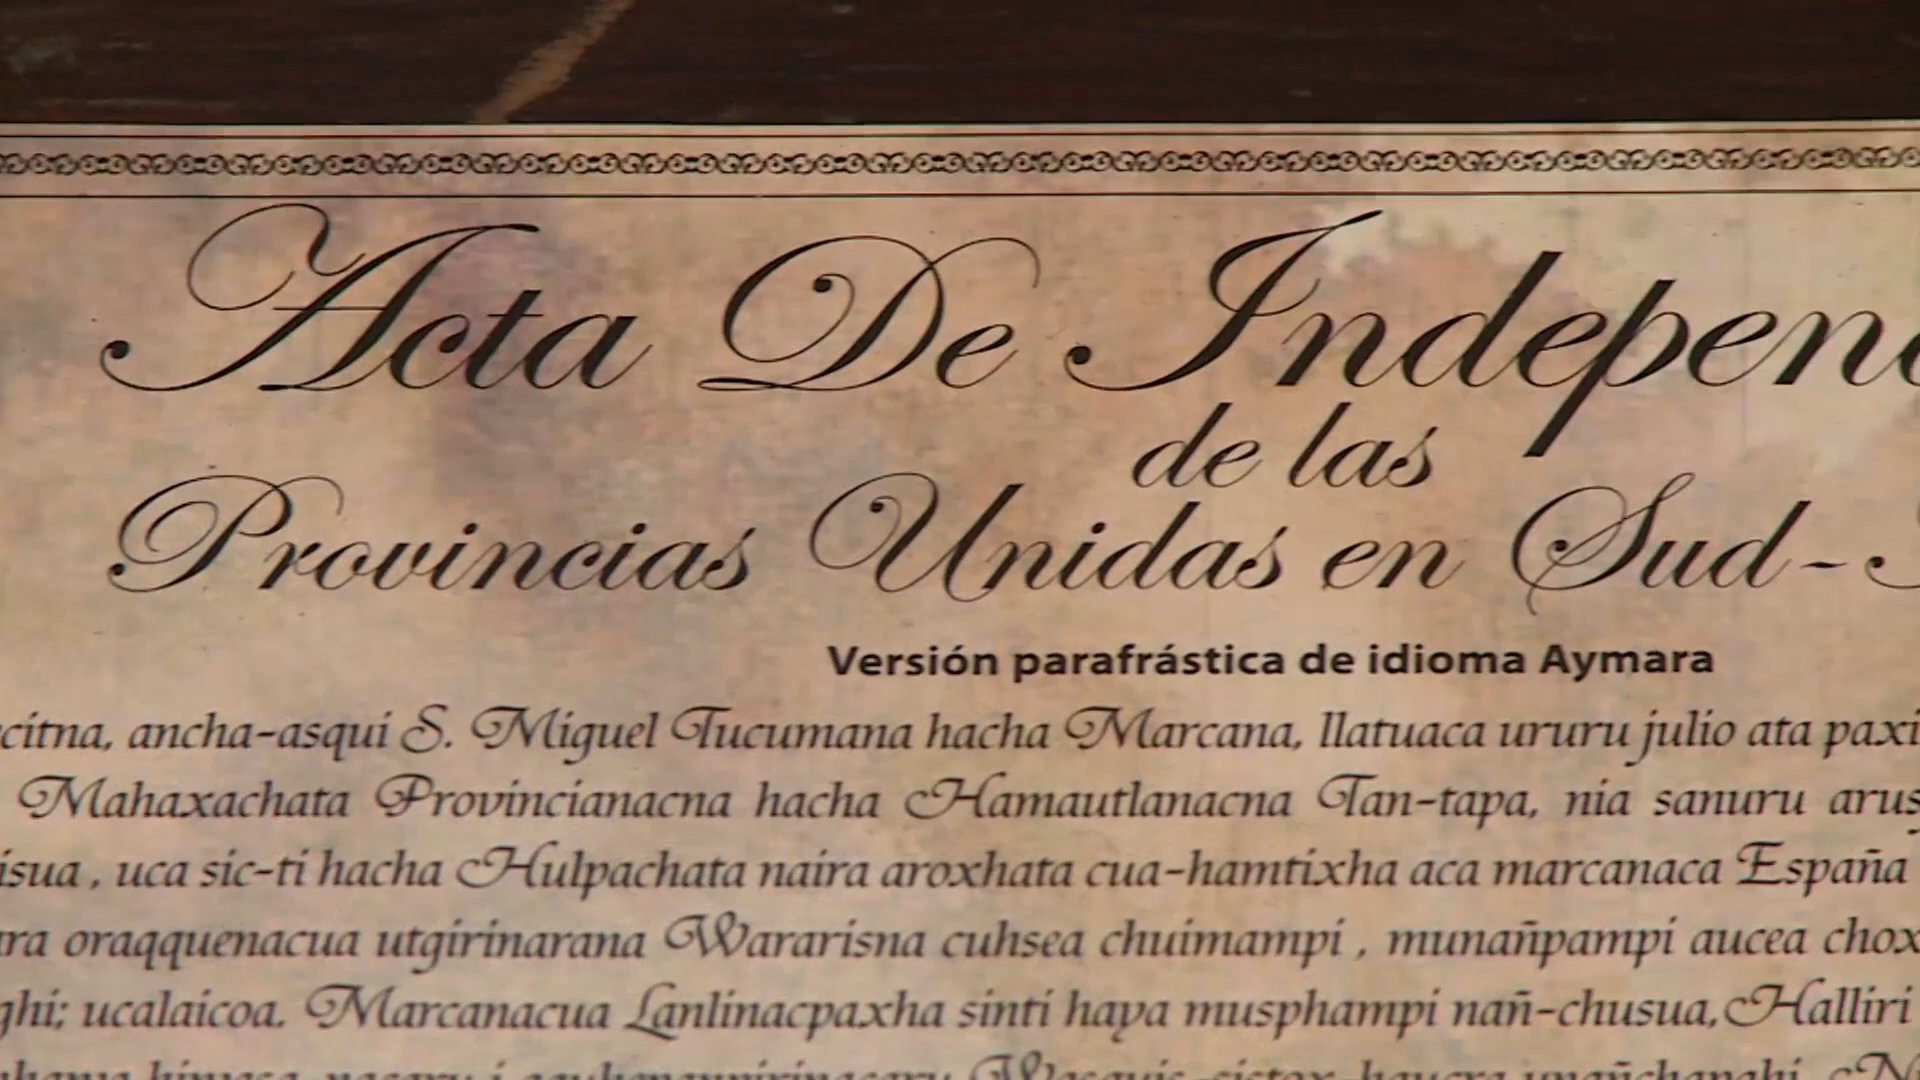 Acta De Indepen
de las
Provincias Unidas en Sud-
Versión parafrástica de idioma Aymara
citna, ancha-asqui S. Miguel Tucumana hacha Marcana, llatuaca ururu julio ata paxi
Mahaxachata Provincianacna hacha Hamautlanacna Tan-tapa, nia sanuru arus
isua, uca sic-ti hacha Hulpachata naira aroxhata cua-hamtixha aca marcanaca España
ra oraqquenacua utgirinarana Wararisna cuhsea chuimampi, munañpampi aucea chox
ghi; ucalaicoa. Marcanacua Lanlinacpaxha sinti haya musphampi nañ-chusua, Halliri